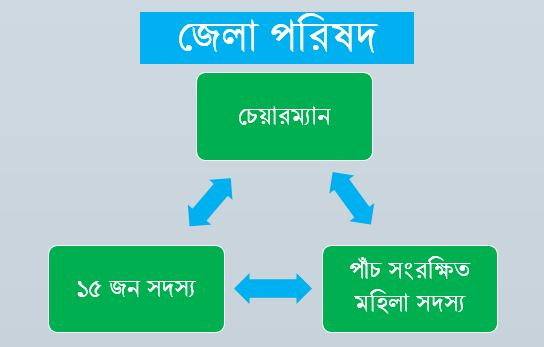 জেলা পরিষদ
চেয়ারম্যান
১৫ জন সদস্য
পাঁচ সংরক্ষিত
মহিলা সদস্য